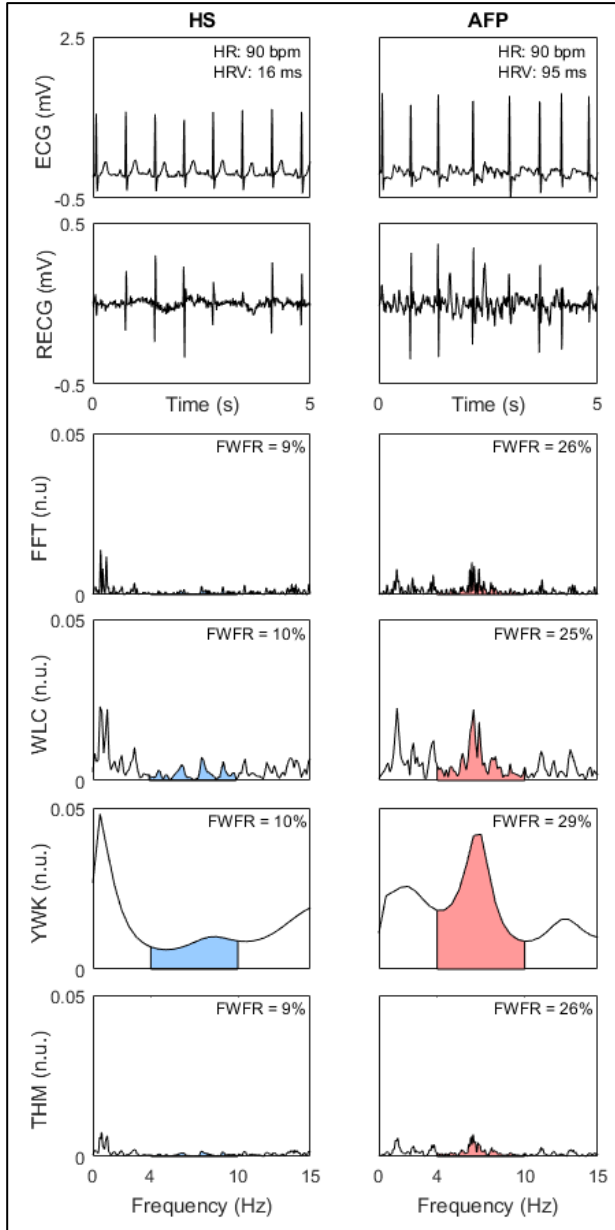 HS
AFP
ECG (mV)
2.5
-0.5
HR: 90 bpm
HRV: 16 ms
HR: 90 bpm
HRV: 95 ms
RECG (mV)
0.5
-0.5
0
Time (s)
5
0
Time (s)
5
FFT (n.u)
0.05
0
FWFR = 9%
FWFR = 26%
WLC (n.u.)
0.05
0
FWFR = 10%
FWFR = 25%
YWK (n.u.)
0.05
0
FWFR = 10%
FWFR = 29%
THM (n.u.)
0.05
0
FWFR = 9%
FWFR = 26%
0
4
10
15
0
4
10
15
Frequency (Hz)
Frequency (Hz)